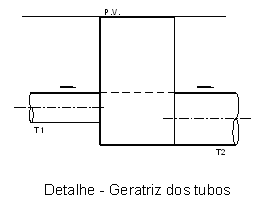 P.V.
T1
T2
Detalhe - Geratriz dos tubos